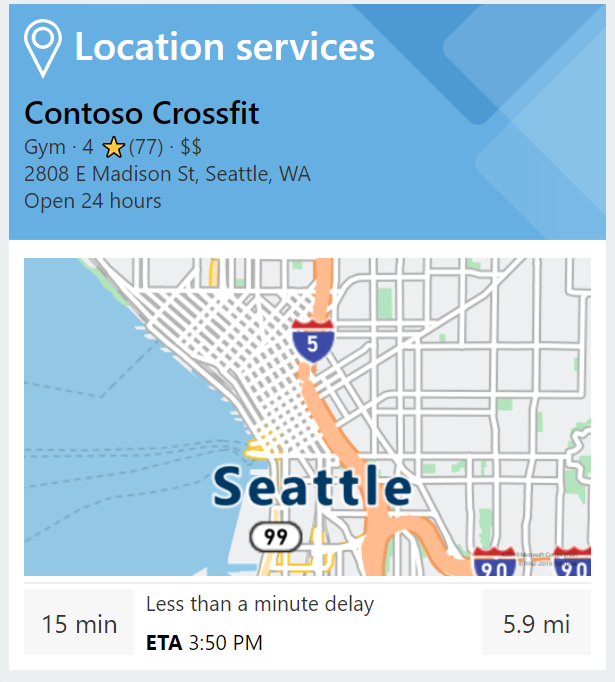 Location services
Contoso Crossfit
Gym · 4 ⭐(77) · $$
2808 E Madison St, Seattle, WA
Open 24 hours
5
Seattle
99
90
90
15 min
Less than a minute delay
ETA 3:50 PM
5.9 mi